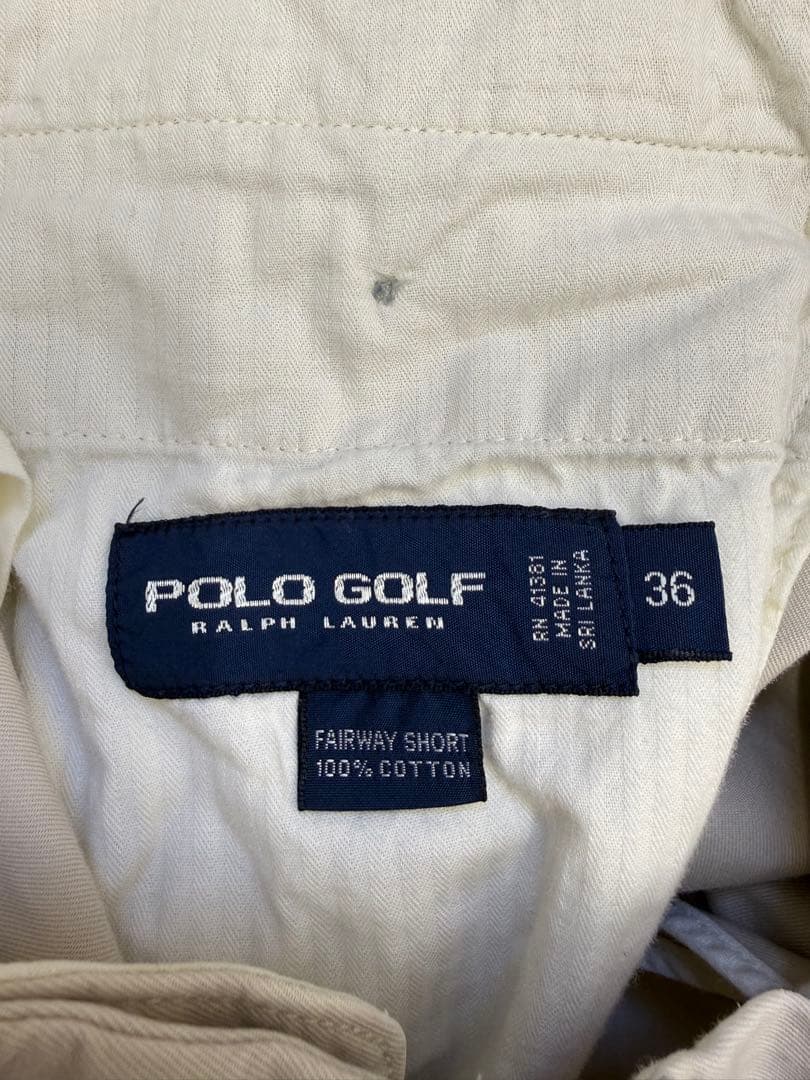 POLO GOLF
RALPH LAUREN
RN 41381
MADE IN
SRI LANKA
36
FAIRWAY SHORT
100% COTTON